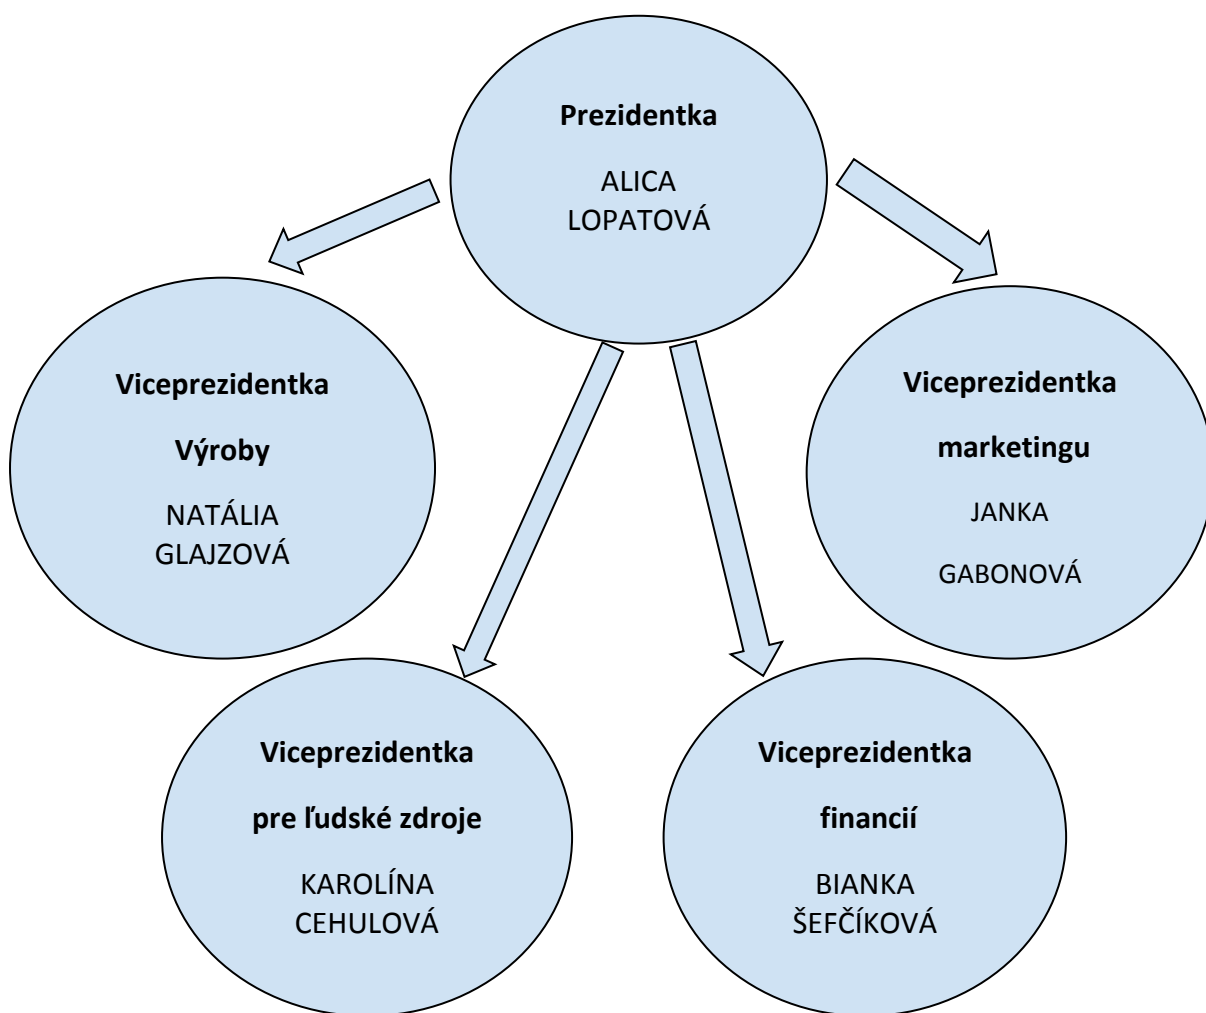 Prezidentka
ALICA
LOPATOVÁ
Viceprezidentka
Výroby
NATÁLIA
GLAJZOVÁ
Viceprezidentka
marketingu
JANKA
GABONOVÁ
Viceprezidentka
pre ľudské zdroje
KAROLÍNA
CEHULOVÁ
Viceprezidentka
financií
BIANKA
ŠEFČÍKOVÁ